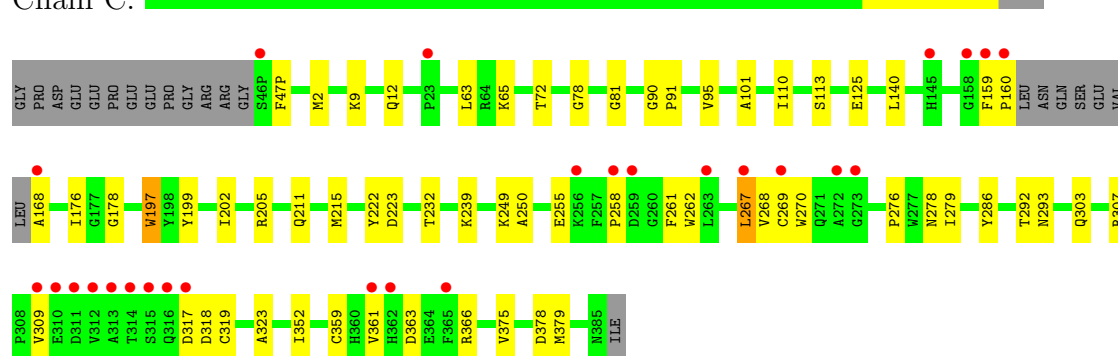 Chain C:
GLY PRO ASP GLU GLU PRO GLU GLU PRO GLY ARG ARG GLY S46P F47P M2 K9 Q12 P23 L63 R64 K65 T72 G78 G81 G90 P91 V95 A101 I110 S113 E125 L140 H145 G158 F159 P160 LEU ASN GLN SER GLU VAL
LEU A168 I176 G177 G178 W197 Y198 Y199 I202 R205 Q211 M215 Y222 D223 T232 K239 K249 A250 E255 K256 F257 P258 D259 G260 F261 W262 L263 L267 V268 C269 W270 Q271 A272 G273 P276 W277 N278 I279 Y286 T292 N293 Q303
P308 V309 E310 D311 V312 A313 T314 S315 Q316 D317 D318 C319 A323 I352 C359 H360 V361 H362 D363 E364 F365 R366 V375 D378 M379 N385 ILE